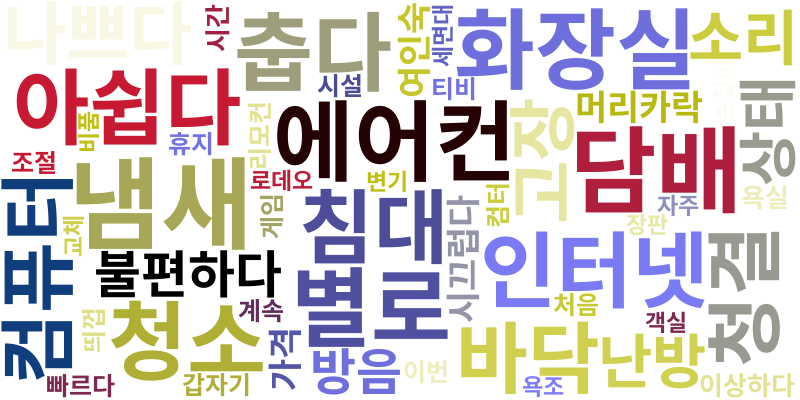 나쁘다
시간
춥다
여인숙
세면대
화장실
소리
아쉽다
시설
티비
머리카락
상태
비품
휴지
리모컨
에어컨
고장
담배
조절
로데오
변기
욕실
냄새
침대
컴터
자주
장판
컴퓨터
교체
게임
시끄럽다
인터넷
청결
불편하다
별로
처음
객실
띄껍
청소
계속
가격
방음
이번
바닥
난방
빠르다
갑자기
욕조
이상하다